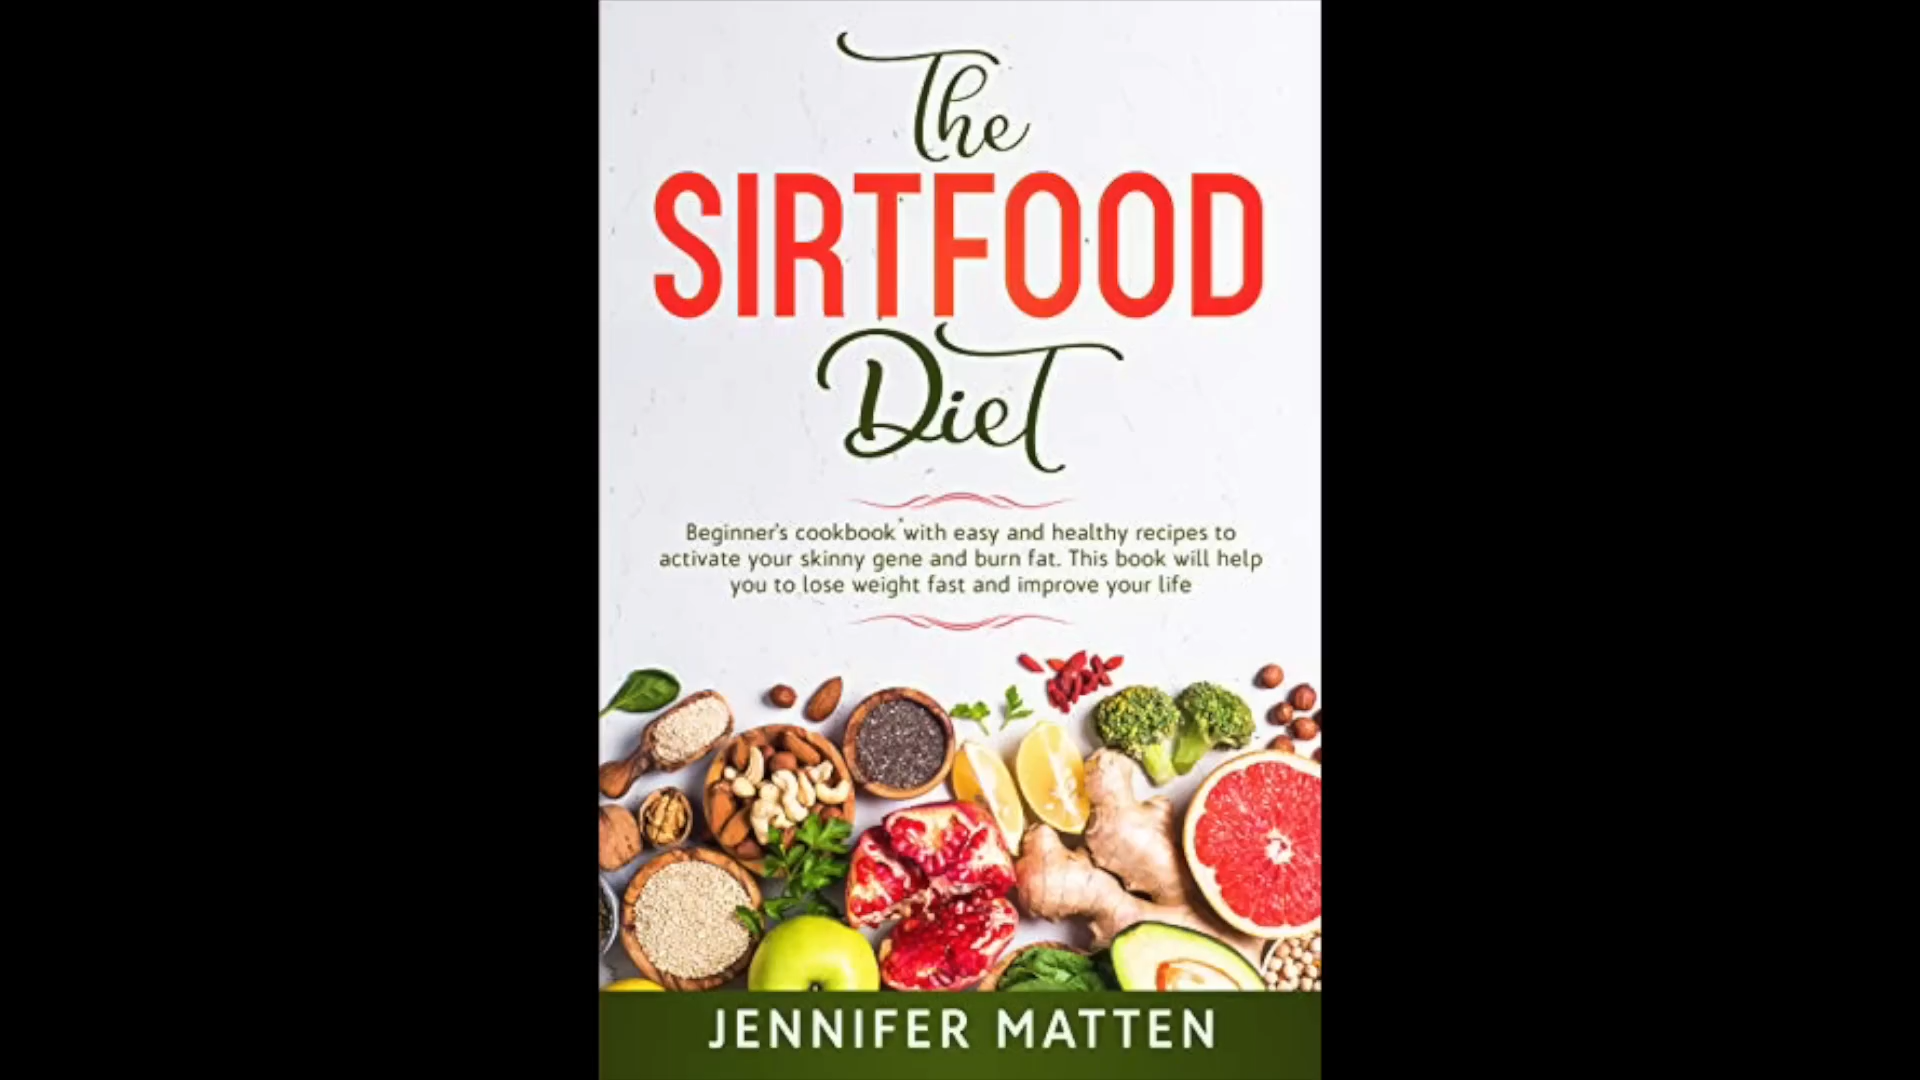 The
SIRTFOOD
Diet
Beginner's cookbook with easy and healthy recipes to
activate your skinny gene and burn fat. This book will help
you to lose weight fast and improve your life
JENNIFER MATTEN